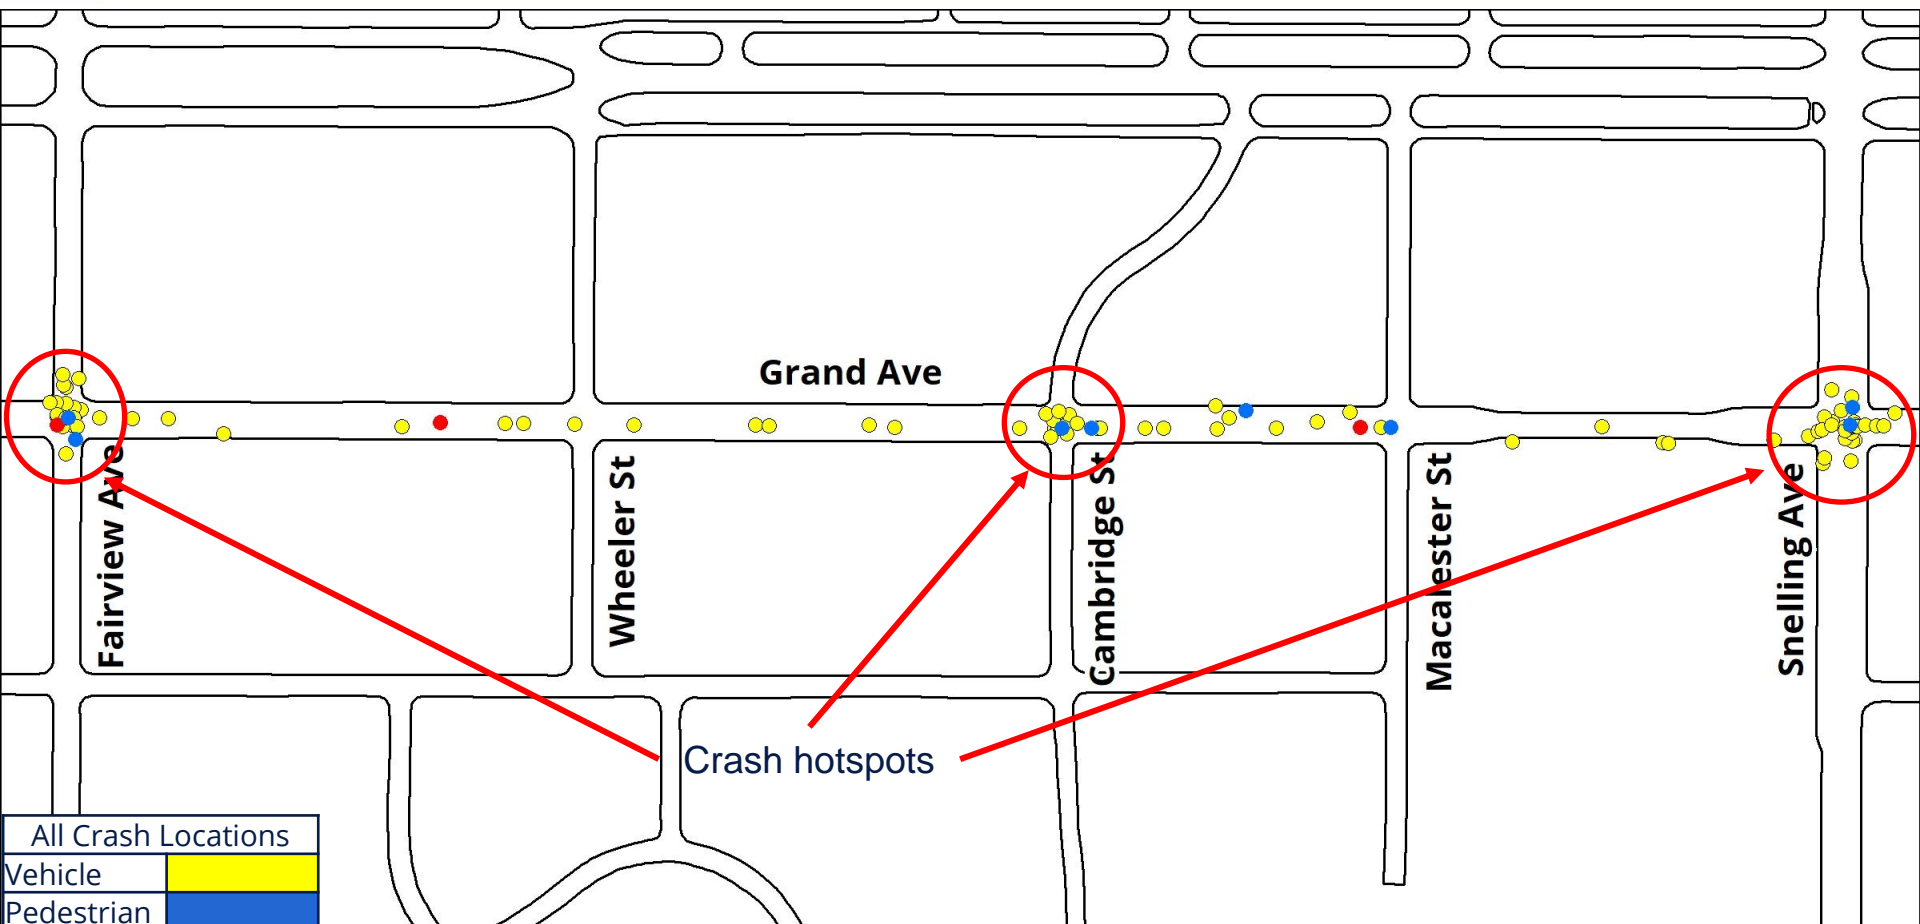 Grand Ave
Fairview Ave
Wheeler St
Cambridge St
Macalester St
Snelling Ave
Crash hotspots
All Crash Locations
Vehicle
Pedestrian